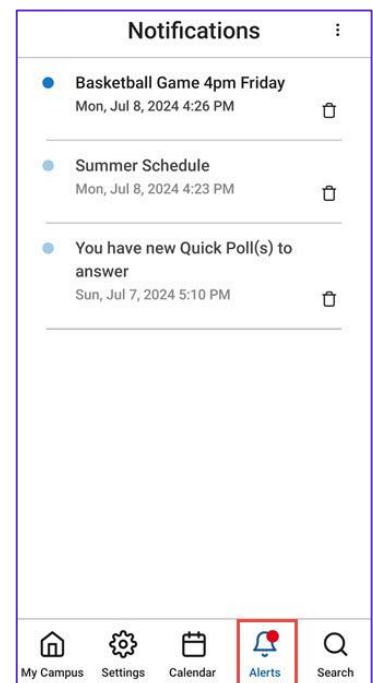 Notifications
Basketball Game 4pm Friday
Mon, Jul 8, 2024 4:26 PM
Summer Schedule
Mon, Jul 8, 2024 4:23 PM
You have new Quick Poll(s) to
answer
Sun, Jul 7, 2024 5:10 PM
My Campus Settings Calendar Alerts Search